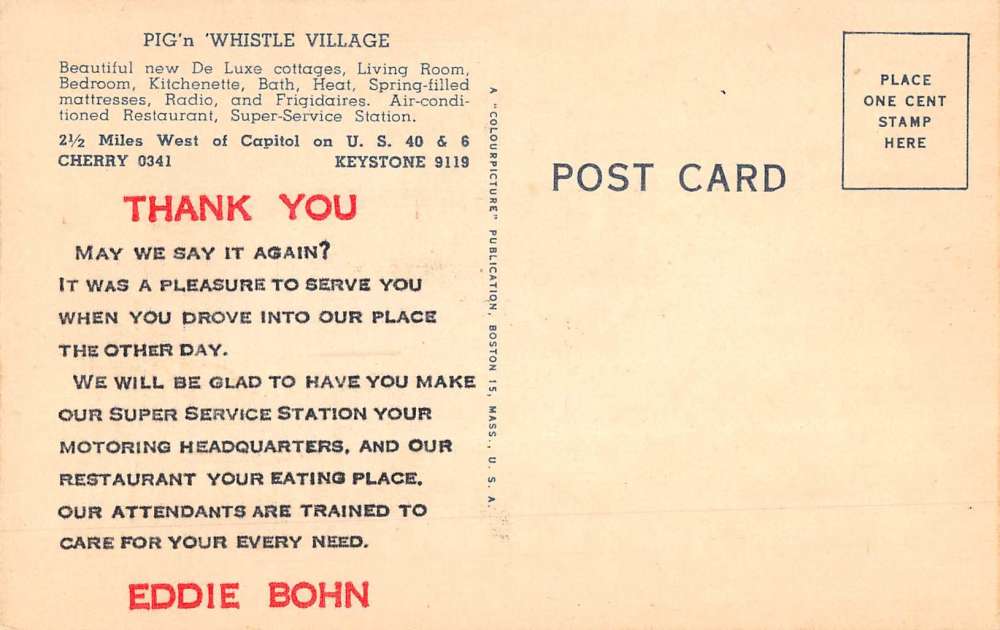 PIG'n 'WHISTLE VILLAGE
Beautiful new De Luxe cottages, Living Room,
Bedroom, Kitchenette, Bath, Heat, Spring-filled
mattresses, Radio, and Frigidaires. Air-condi-
tioned Restaurant, Super-Service Station.
2½ Miles West of Capitol on U. S. 40 & 6
CHERRY 0341 KEYSTONE 9119
THANK YOU
MAY WE SAY IT AGAIN?
IT WAS A PLEASURE TO SERVE YOU
WHEN YOU DROVE INTO OUR PLACE
THE OTHER DAY.
WE WILL BE GLAD TO HAVE YOU MAKE
OUR SUPER SERVICE STATION YOUR
MOTORING HEADQUARTERS, AND OUR
RESTAURANT YOUR EATING PLACE.
OUR ATTENDANTS ARE TRAINED TO
CARE FOR YOUR EVERY NEED.
EDDIE BOHN
A "COLOURPICTURE" PUBLICATION, BOSTON 15, MASS., U. S. A.
POST CARD
PLACE
ONE CENT
STAMP
HERE